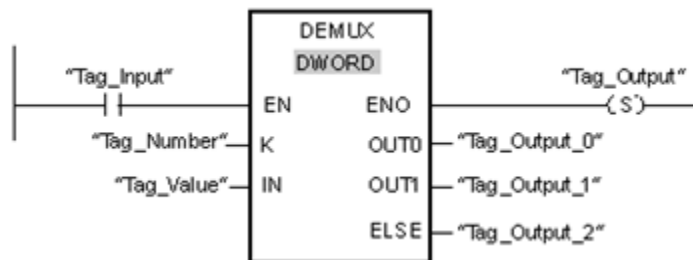 DEMUX
DWORD
"Tag_Input"
"Tag_Output"
EN
ENO
(S)
"Tag_Number"
K
OUT0
"Tag_Output_0"
"Tag_Value"
IN
OUT1
"Tag_Output_1"
ELSE
"Tag_Output_2"